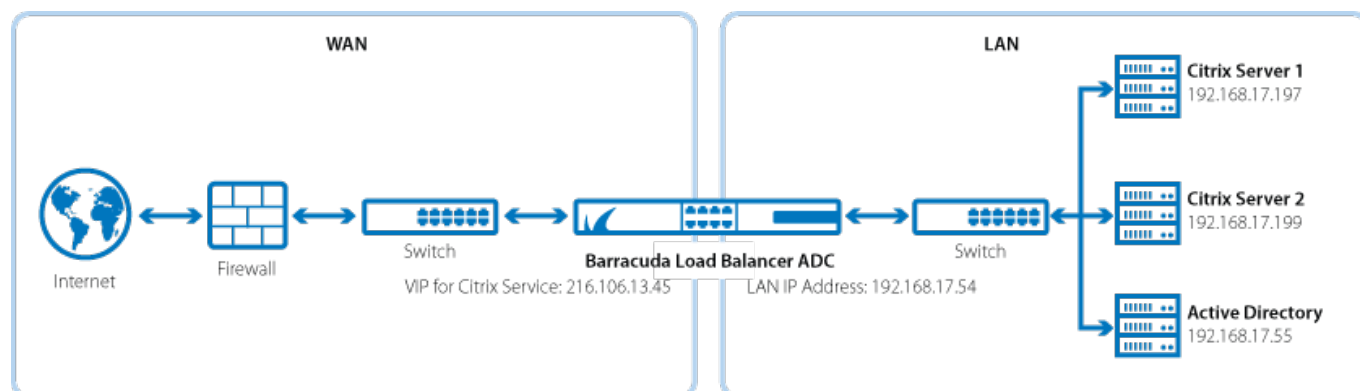 WAN
LAN
Citrix Server 1
192.168.17.197
Citrix Server 2
192.168.17.199
Internet
Firewall
Switch
Barracuda Load Balancer ADC
Switch
VIP for Citrix Service: 216.106.13.45
LAN IP Address: 192.168.17.54
Active Directory
192.168.17.55